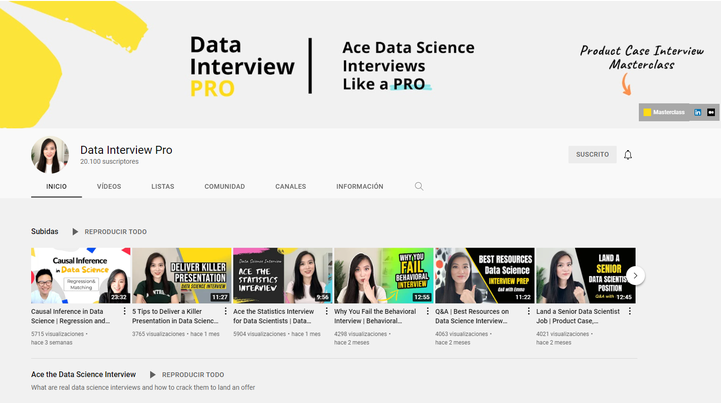 Data
Interview
PRO
Ace Data Science
Interviews
Like a PRO
Product Case Interview
Masterclass
Masterclass
Data Interview Pro
20.100 suscriptores
SUSCRITO
INICIO
VÍDEOS
LISTAS
COMUNIDAD
CANALES
INFORMACIÓN
Subidas
REPRODUCIR TODO
Causal Inference
in Data Science
Regression&
Matching
23:32
DELIVER KILLER
PRESENTATION
DATA SCIENCE INTERVIEW
11:27
Data Science Interview
ACE THE
STATISTICS
INTERVIEW
9:56
WHY YOU
FAIL
BEHAVIORAL
INTERVIEW
12:55
BEST RESOURCES
Data Science
INTERVIEW PREP
11:22
LAND A
SENIOR
DATA SCIENTIST
POSITION
Q&A with
12:45
Causal Inference in Data
Science | Regression and...
5715 visualizaciones •
hace 3 semanas
5 Tips to Deliver a Killer
Presentation in Data Scienc...
3765 visualizaciones • hace 1 mes
Ace the Statistics Interview
for Data Scientists | Data...
5904 visualizaciones • hace 1 mes
Why You Fail the Behavioral
Interview | Behavioral...
4298 visualizaciones •
hace 2 meses
Q&A | Best Resources on
Data Science Interview...
4063 visualizaciones •
hace 2 meses
Land a Senior Data Scientist
Job | Product Case,...
4021 visualizaciones •
hace 2 meses
Ace the Data Science Interview
REPRODUCIR TODO
What are real data science interviews and how to crack them to land an offer